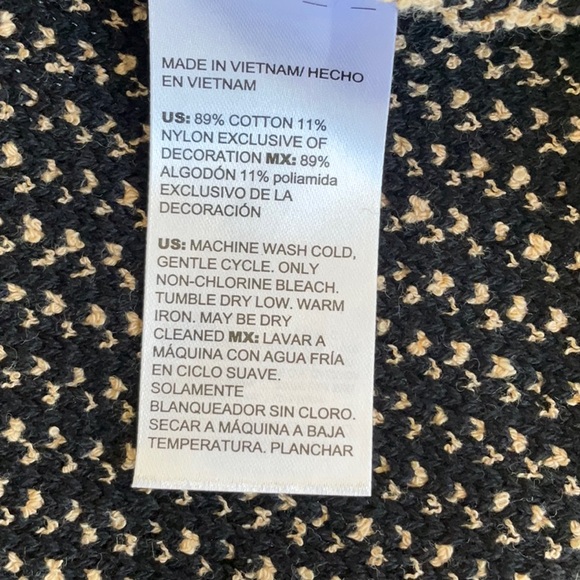 MADE IN VIETNAM/ HECHO
EN VIETNAM
US: 89% COTTON 11%
NYLON EXCLUSIVE OF
DECORATION MX: 89%
ALGODÓN 11% poliamida
EXCLUSIVO DE LA
DECORACIÓN
US: MACHINE WASH COLD,
GENTLE CYCLE. ONLY
NON-CHLORINE BLEACH.
TUMBLE DRY LOW. WARM
IRON. MAY BE DRY
CLEANED MX: LAVAR A
MÁQUINA CON AGUA FRÍA
EN CICLO SUAVE.
SOLAMENTE
BLANQUEADOR SIN CLORO.
SECAR A MÁQUINA A BAJA
TEMPERATURA. PLANCHAR